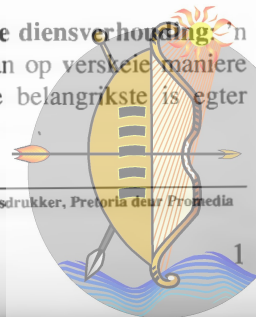 e diensverhouding: 'n
n op verskeie maniere
e belangrikste is egter
sdrukker, Pretoria deur Promedia
1